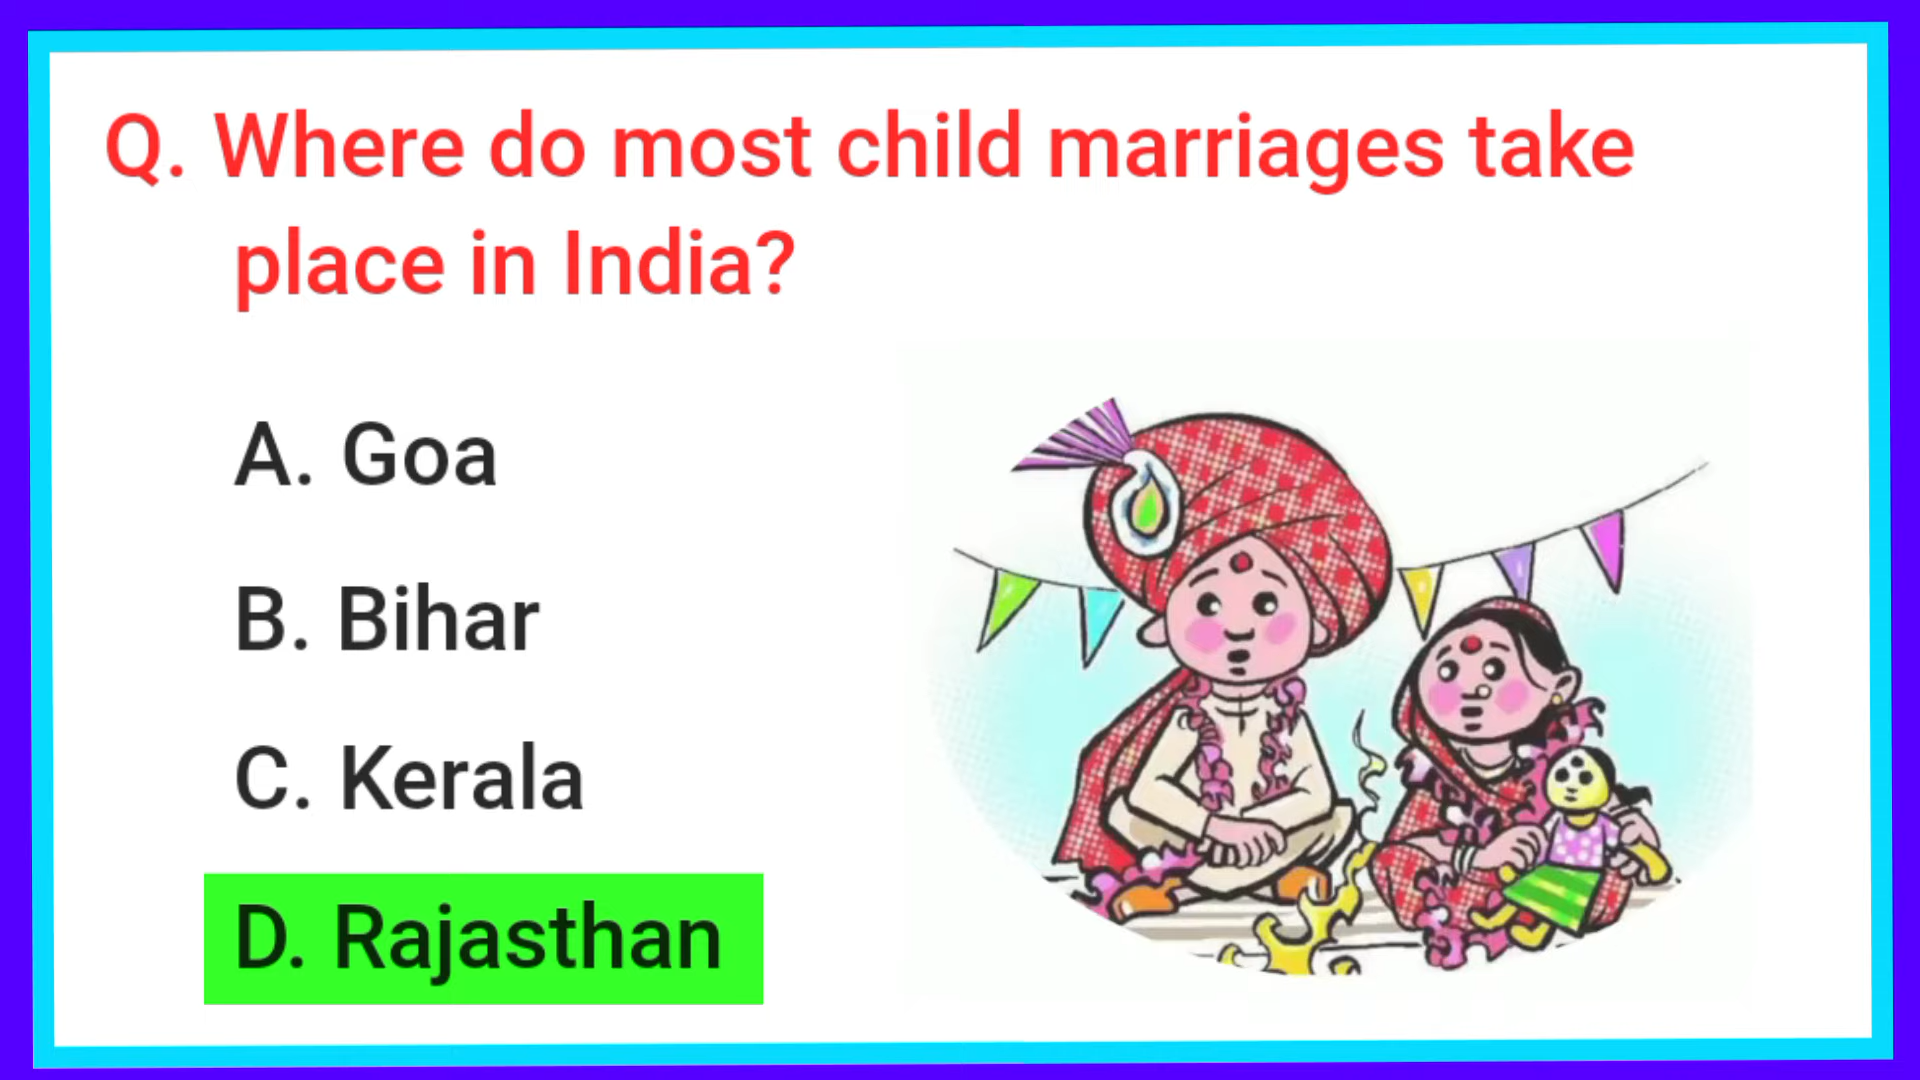 Q. Where do most child marriages take
place in India?
A. Goa
B. Bihar
C. Kerala
D. Rajasthan